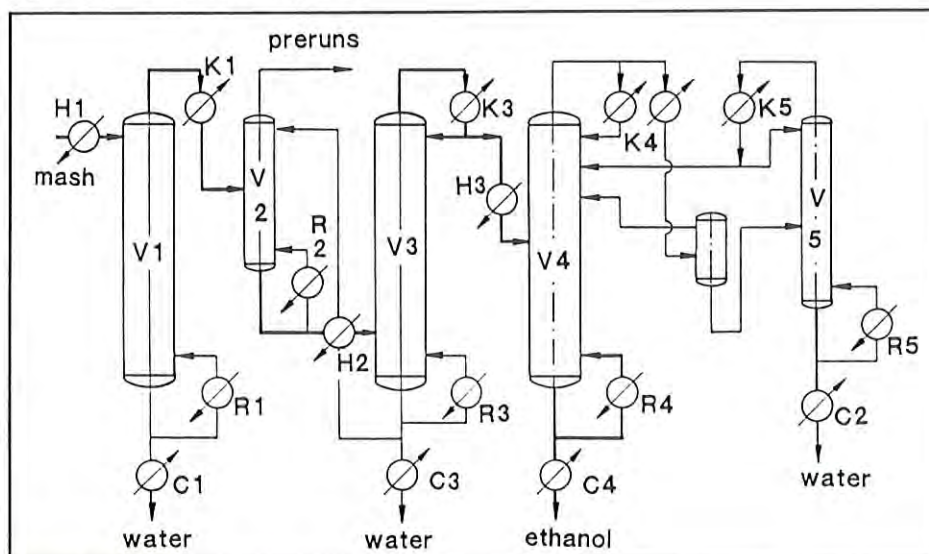 preruns
K1
H1
mash
V1
V
2
R
2
K3
V3
H2
H3
K4
V4
K5
V
5
R1
R3
R4
R5
C1
C3
C4
C2
water
water
ethanol
water